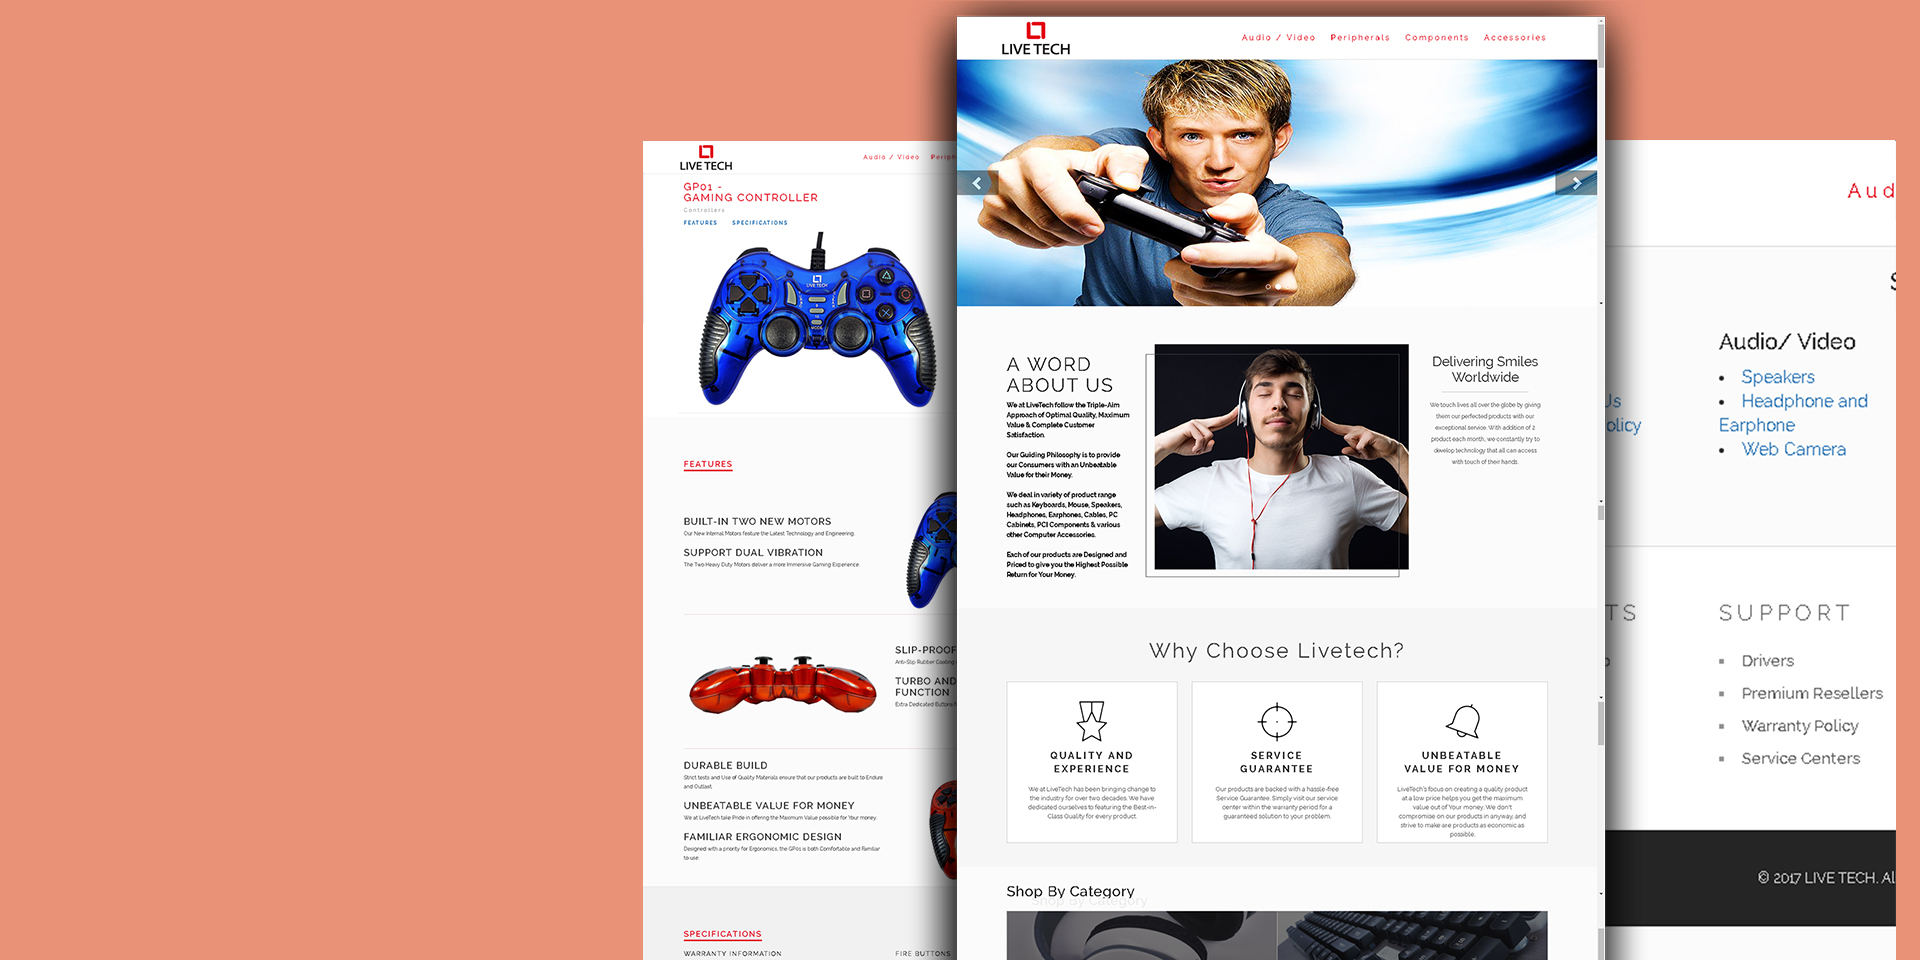 LIVE TECH
Audio / Video
GP01 -
GAMING CONTROLLER
Controllers
FEATURES SPECIFICATIONS
LIVE TECH
MODE
FEATURES
BUILT-IN TWO NEW MOTORS
Our New Internal Motors feature the Latest Technology and Engineering
SUPPORT DUAL VIBRATION
The Two Heavy Duty Motors deliver a more Immersive Gaming Experience
SLIP-PROOF
Anti-Slip Rubber Coating
TURBO AND
FUNCTION
Extra Dedicated Buttons
DURABLE BUILD
Strict tests and Use of Quality Materials ensure that our products are built to Endure
and Outlast
UNBEATABLE VALUE FOR MONEY
We at LiveTech take Pride in offering the Maximum Value possible for Your money.
FAMILIAR ERGONOMIC DESIGN
Designed with a priority for Ergonomics, the GP01 is both Comfortable and Familiar
to use
SPECIFICATIONS
WARRANTY INFORMATION FIRE BUTTONS
LIVE TECH
Audio / Video Peripherals Components Accessories
A WORD
ABOUT US
We at LiveTech follow the Triple-Aim
Approach of Optimal Quality, Maximum
Value & Complete Customer
Satisfaction.
Our Guiding Philosophy is to provide
our Consumers with an Unbeatable
Value for their Money.
We deal in variety of product range
such as Keyboards, Mouse, Speakers,
Headphones, Earphones, Cables, PC
Cabinets, PCI Components & various
other Computer Accessories.
Each of our products are Designed and
Priced to give you the Highest Possible
Return for Your Money.
Delivering Smiles
Worldwide
We touch lives all over the globe by giving
them our perfected products with our
exceptional service. With addition of 2
product each month, we constantly try to
develop technology that all can access
with touch of their hands.
Why Choose Livetech?
QUALITY AND
EXPERIENCE
We at LiveTech has been bringing change to
the industry for over two decades. We have
dedicated ourselves to featuring the Best-in-
Class Quality for every product.
SERVICE
GUARANTEE
Our products are backed with a hassle-free
Service Guarantee. Simply visit our service
center within the warranty period for a
guaranteed solution to your problem.
UNBEATABLE
VALUE FOR MONEY
LiveTech's focus on creating a quality product
at a low price helps you get the maximum
value out of Your money. We don't
compromise on our products in anyway, and
strive to make are products as economic as
possible.
Shop By Category
Shop By Category
Aud
Audio/ Video
Speakers
Headphone and
Earphone
Web Camera
Us
olicy
TS
SUPPORT
Drivers
Premium Resellers
Warranty Policy
Service Centers
© 2017 LIVE TECH. Al